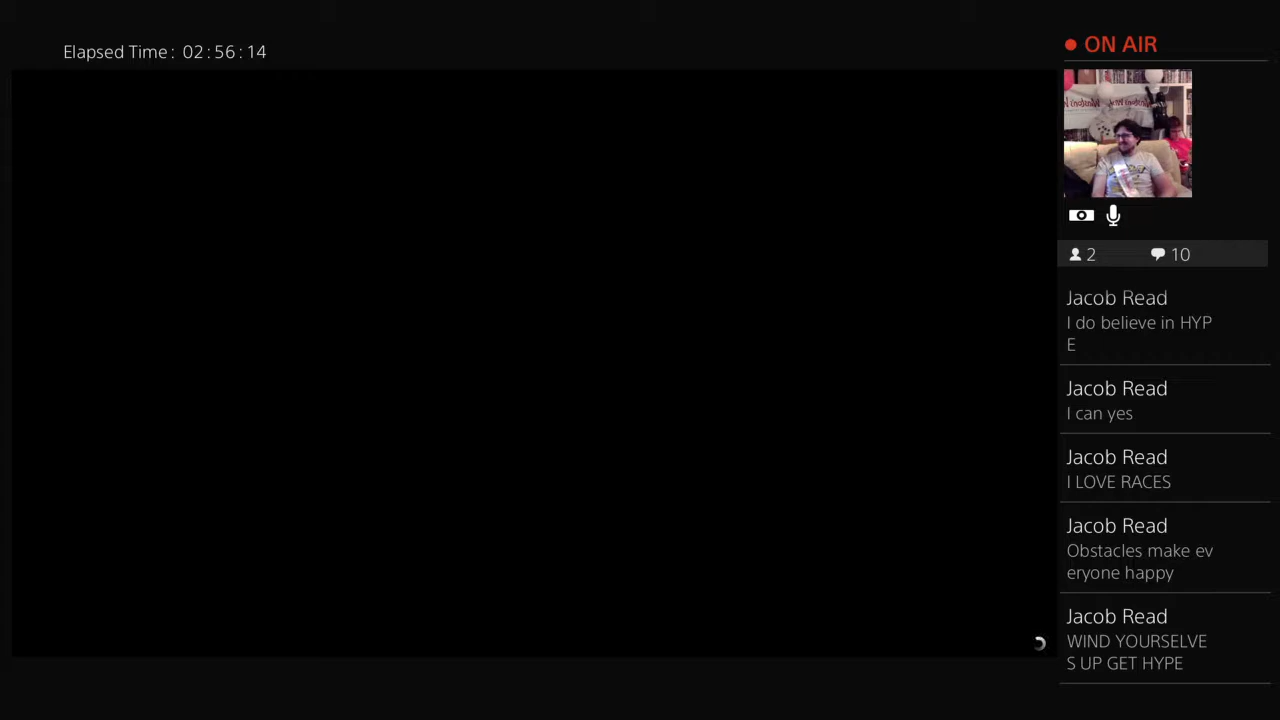 Elapsed Time: 02:56:14
ON AIR
2
10
Jacob Read
I do believe in HYP
E
Jacob Read
I can yes
Jacob Read
I LOVE RACES
Jacob Read
Obstacles make ev
eryone happy
Jacob Read
WIND YOURSELVE
S UP GET HYPE